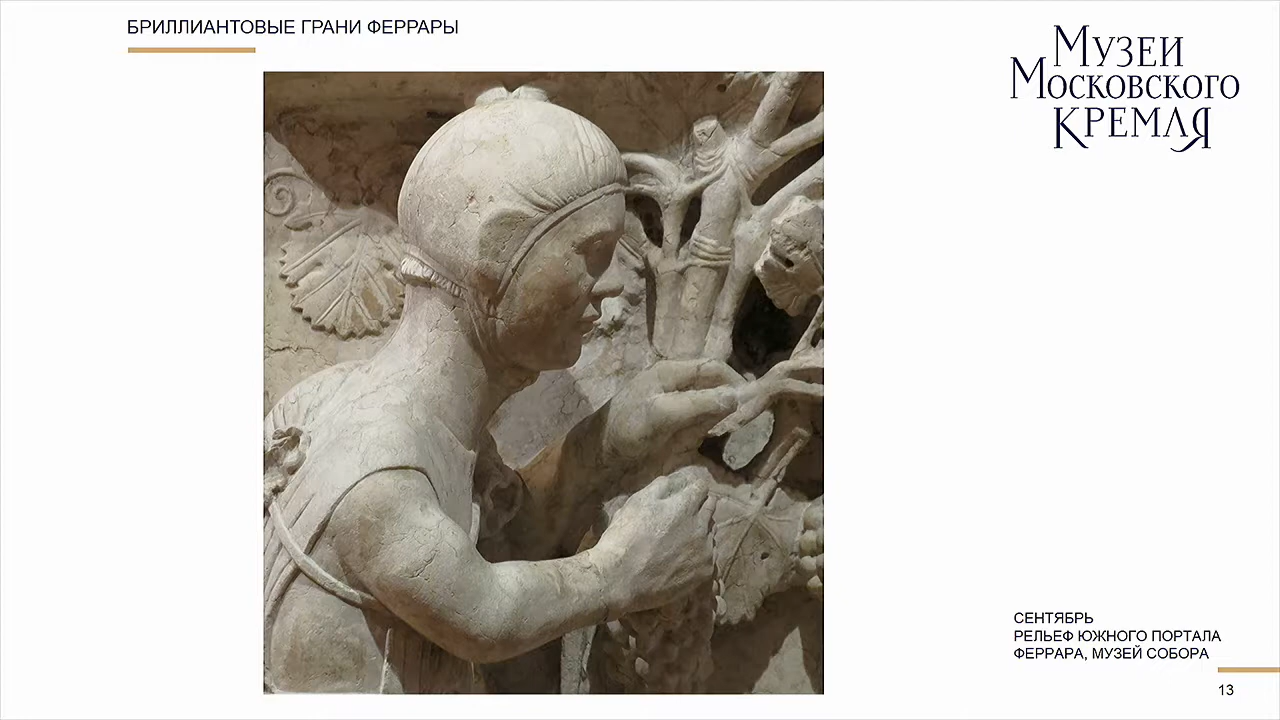 БРИЛЛИАНТОВЫЕ ГРАНИ ФЕРРАРЫ
МУЗЕИ
МОСКОВСКОГО
КРЕМЛЯ
СЕНТЯБРЬ
РЕЛЬЕФ ЮЖНОГО ПОРТАЛА
ФЕРРАРА, МУЗЕЙ СОБОРА
13